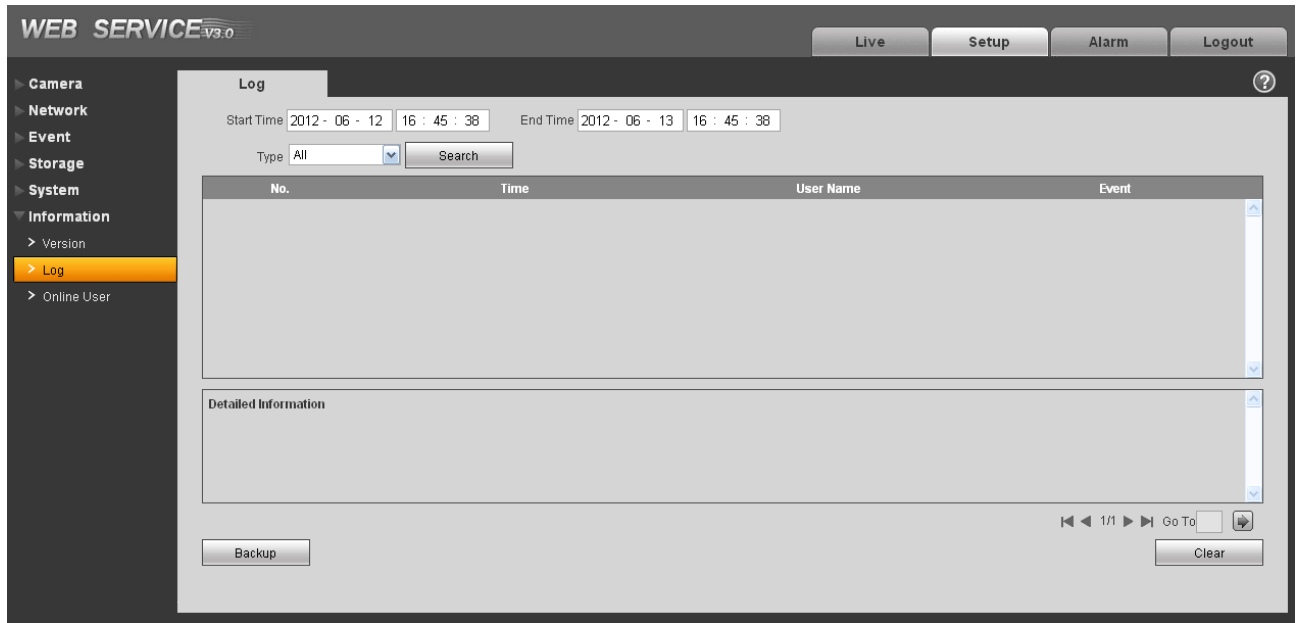 WEB SERVICE V3.0
Live Setup Alarm Logout
Camera
Network
Event
Storage
System
Information
> Version
> Log
> Online User
Log ?
Start Time 2012 - 06 - 12 16 : 45 : 38 End Time 2012 - 06 - 13 16 : 45 : 38
Type All Search
No. Time User Name Event
Detailed Information
1/1 Go To
Backup Clear